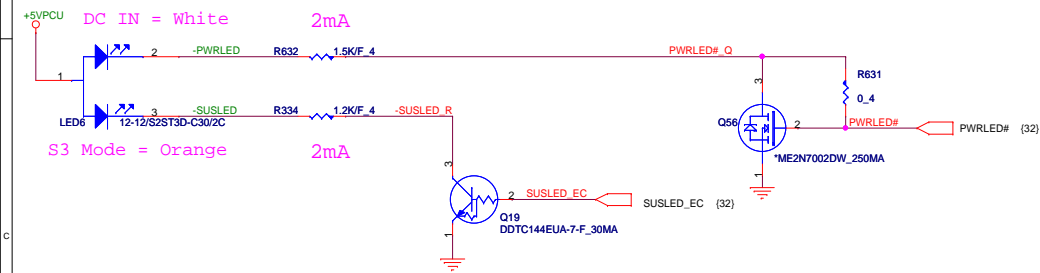 +5VPCU
DC IN = White
2mA
1
2
-PWRLED
R632
1.5K/F_4
PWRLED#_Q
3
R631
0_4
3
-SUSLED
R334
1.2K/F_4
-SUSLED_R
LED6
12-12/S2ST3D-C30/2C
Q56
2
PWRLED#
PWRLED# {32}
S3 Mode = Orange
2mA
*ME2N7002DW_250MA
1
3
2
SUSLED_EC
SUSLED_EC {32}
Q19
DDTC144EUA-7-F_30MA
1
C